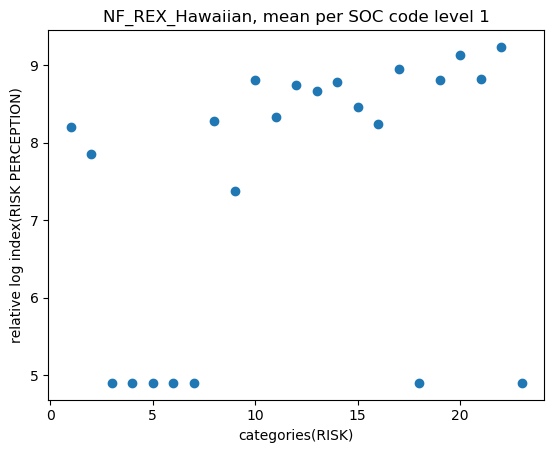 NF_REX_Hawaiian, mean per SOC code level 1
relative log index(RISK PERCEPTION)
9
8
7
6
5
0 5 10 15 20
categories(RISK)